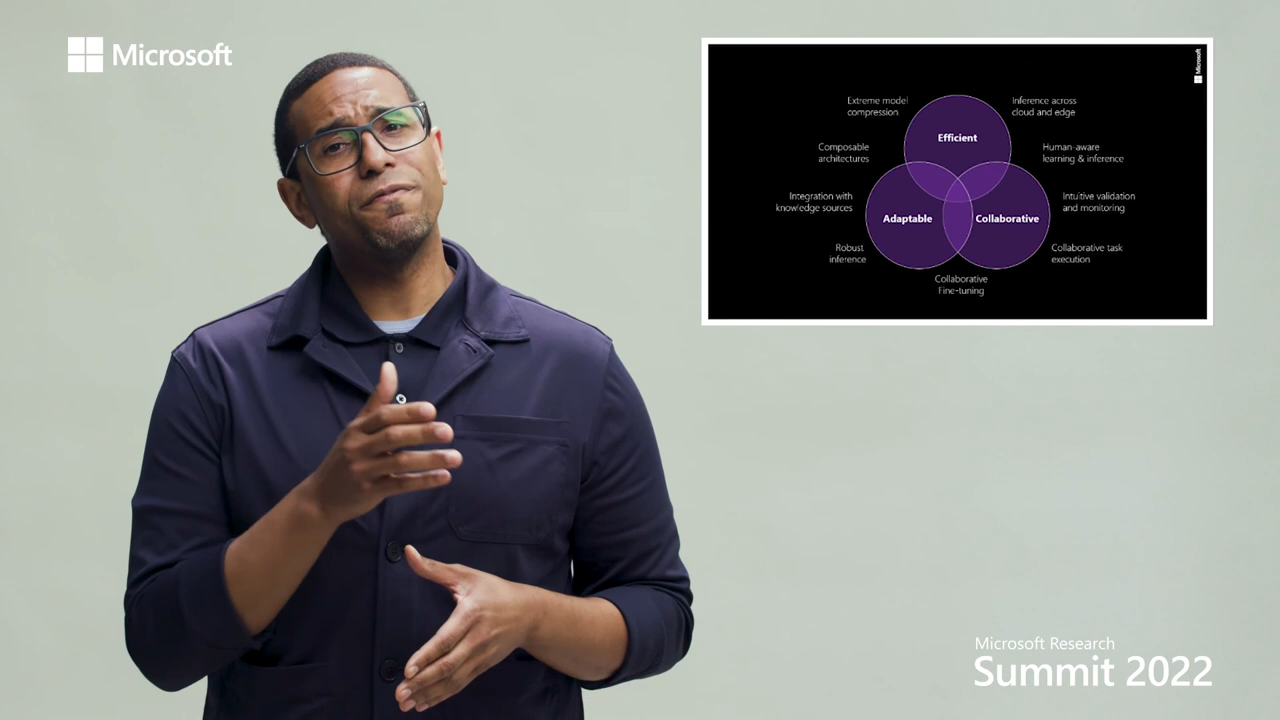 Microsoft
Microsoft
Extreme model
compression
Inference across
cloud and edge
Efficient
Composable
architectures
Human-aware
learning & inference
Integration with
knowledge sources
Intuitive validation
and monitoring
Adaptable
Collaborative
Robust
inference
Collaborative task
execution
Collaborative
Fine-tuning
Microsoft Research
Summit 2022